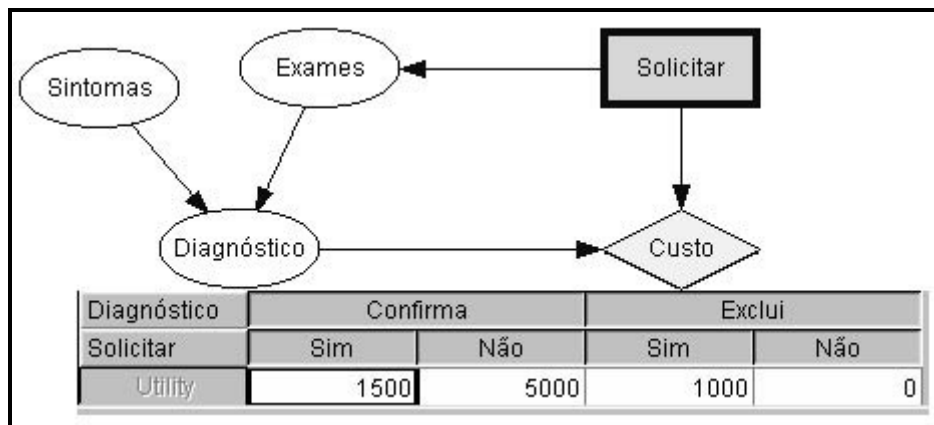 Exames
Solicitar
Sintomas
Diagnóstico
Custo
Diagnóstico Confirma Exclui
Solicitar Sim Não Sim Não
Utility 1500 5000 1000 0